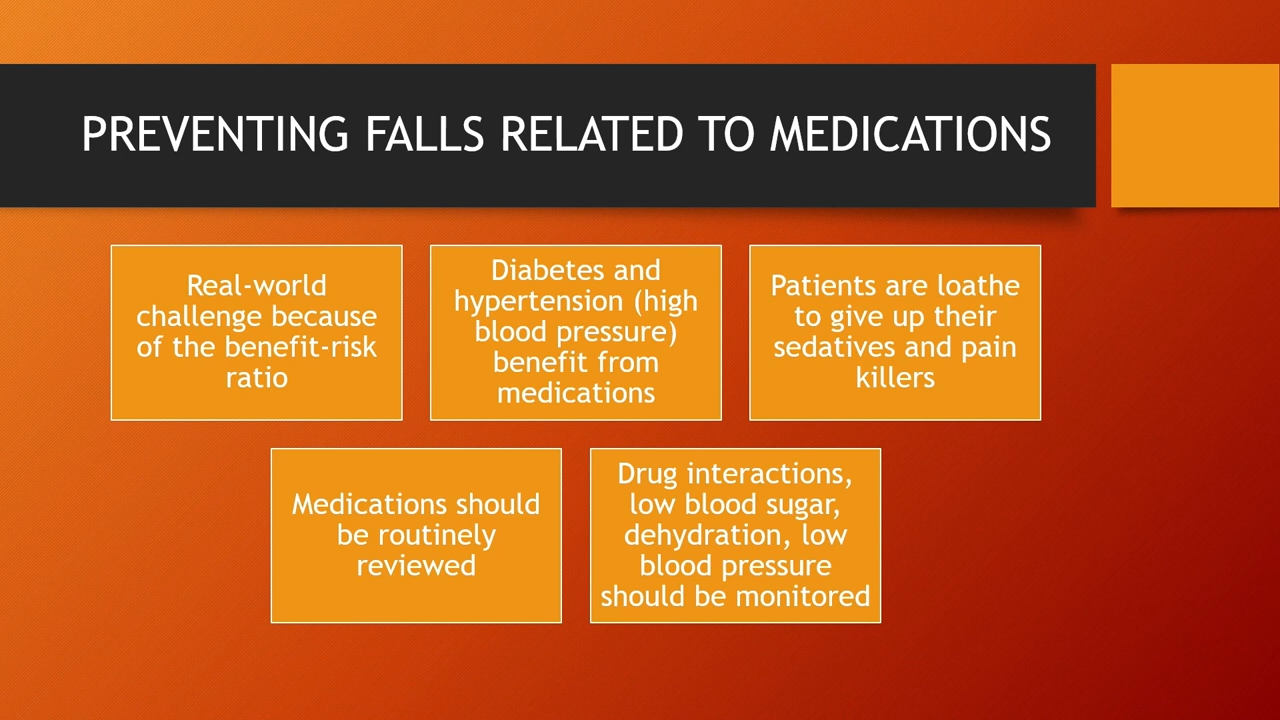 PREVENTING FALLS RELATED TO MEDICATIONS
Real-world
challenge because
of the benefit-risk
ratio
Diabetes and
hypertension (high
blood pressure)
benefit from
medications
Patients are loathe
to give up their
sedatives and pain
killers
Medications should
be routinely
reviewed
Drug interactions,
low blood sugar,
dehydration, low
blood pressure
should be monitored